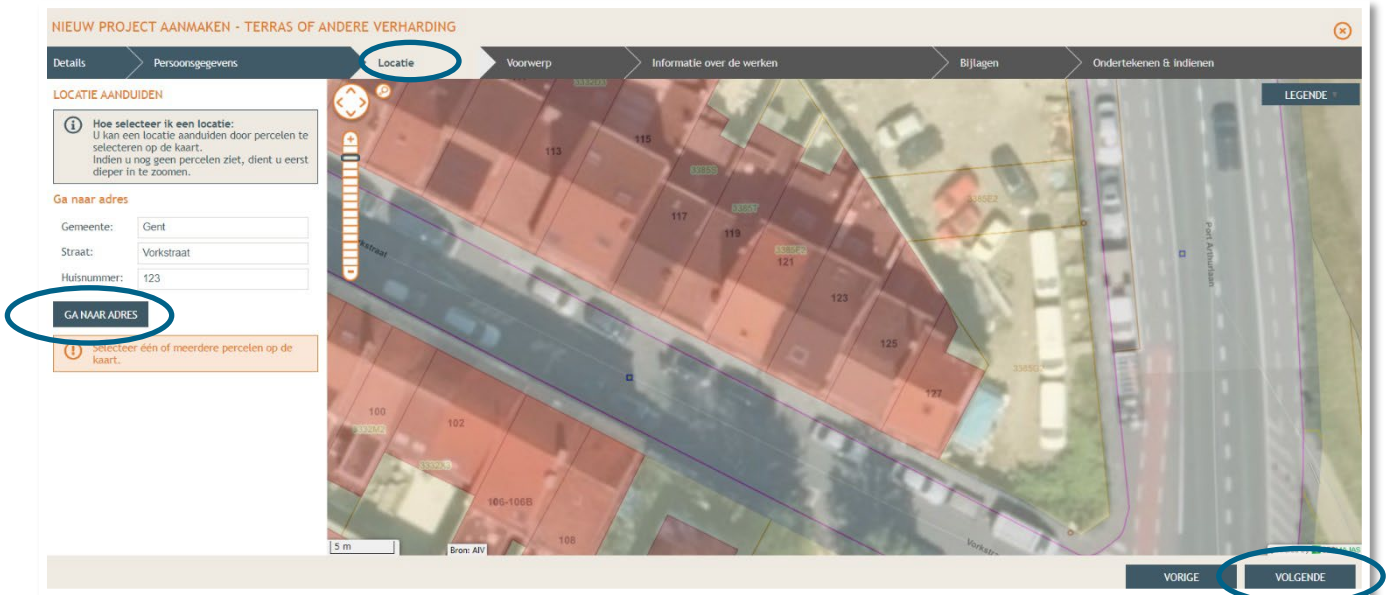 NIEUW PROJECT AANMAKEN - TERRAS OF ANDERE VERHARDING
Details
Persoonsgegevens
Locatie
Voorwerp
Informatie over de werken
Bijlagen
Ondertekenen & indienen
LOCATIE AANDUIDEN
Hoe selecteer ik een locatie:
U kan een locatie aanduiden door percelen te
selecteren op de kaart.
Indien u nog geen percelen ziet, dient u eerst
dieper in te zoomen.
Ga naar adres
Gemeente: Gent
Straat: Vorkstraat
Huisnummer: 123
GA NAAR ADRES
Selecteer één of meerdere percelen op de
kaart.
LEGENDE
115
113
117
119
121
123
125
127
3385E2
Port Arthurlaan
100
102
106-106B
108
5 m
Bron: AIV
VORIGE
VOLGENDE